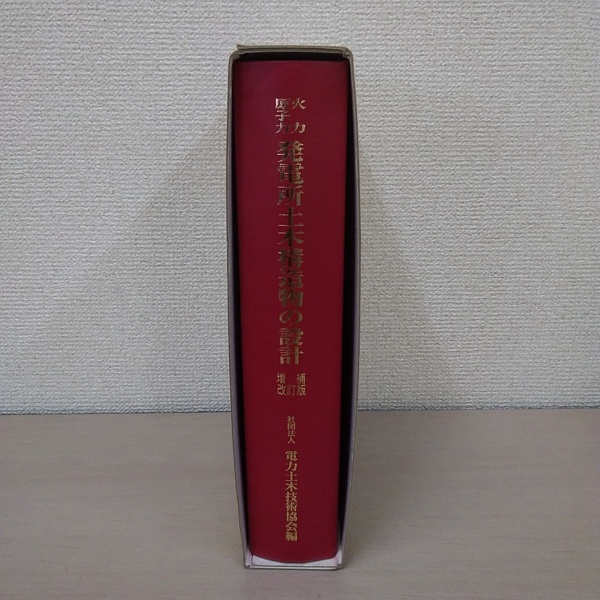 火力
原子力
発電所土木構造物の設計
増補
改訂版
社団法人
電力土木技術協会編